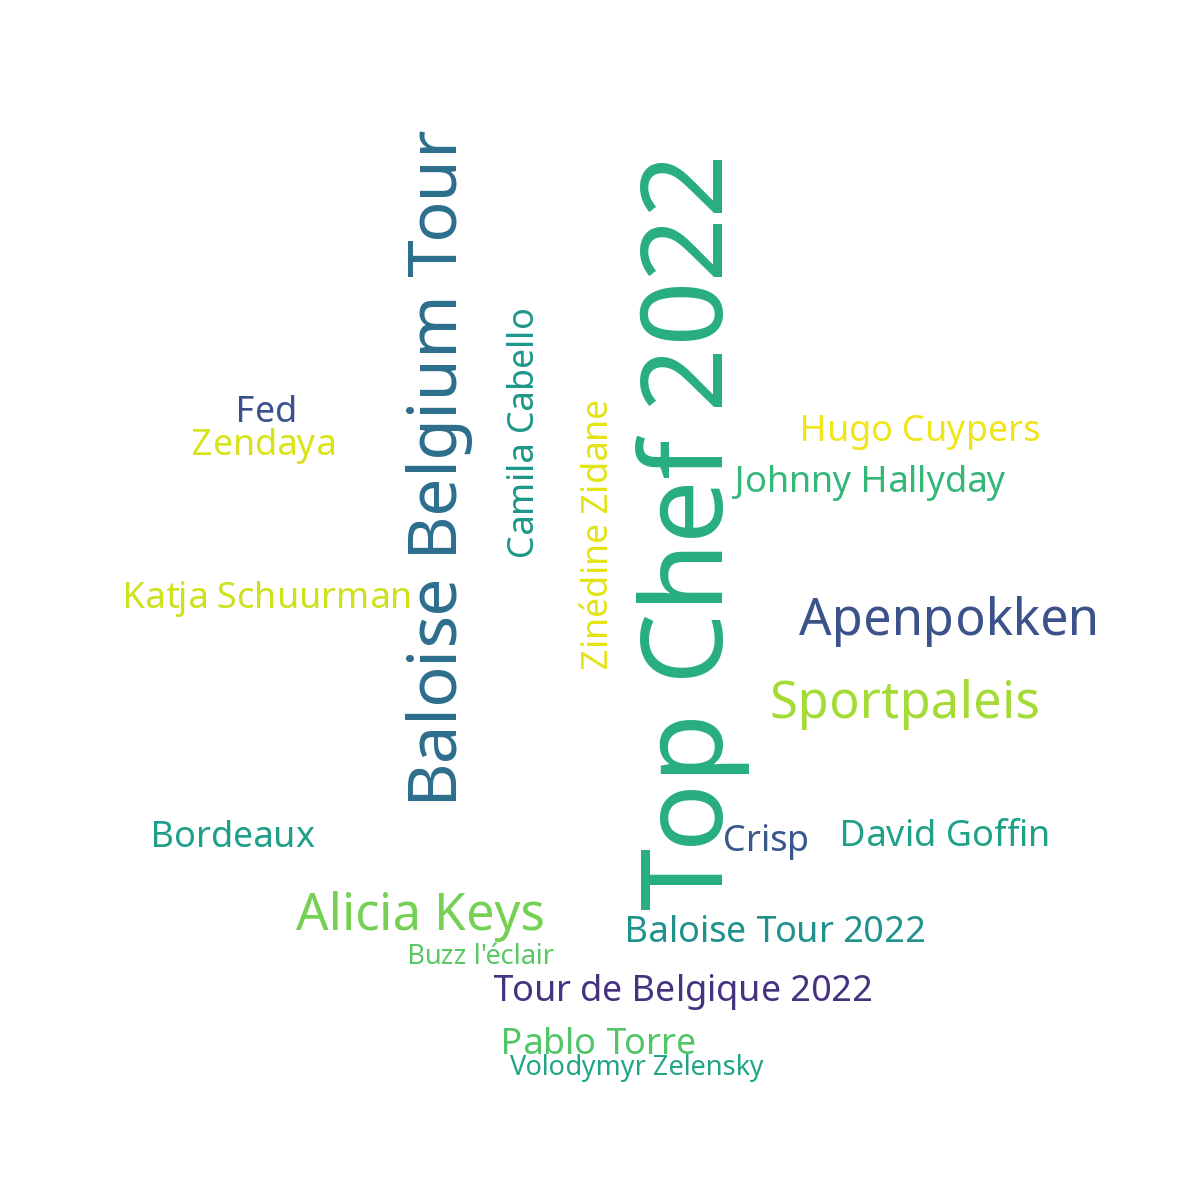 Baloise Belgium Tour
Top Chef 2022
Camila Cabello
Zinédine Zidane
Fed
Zendaya
Hugo Cuypers
Johnny Hallyday
Katja Schuurman
Apenpokken
Sportpaleis
Bordeaux
Crisp
David Goffin
Alicia Keys
Baloise Tour 2022
Buzz l'éclair
Tour de Belgique 2022
Pablo Torre
Volodymyr Zelensky